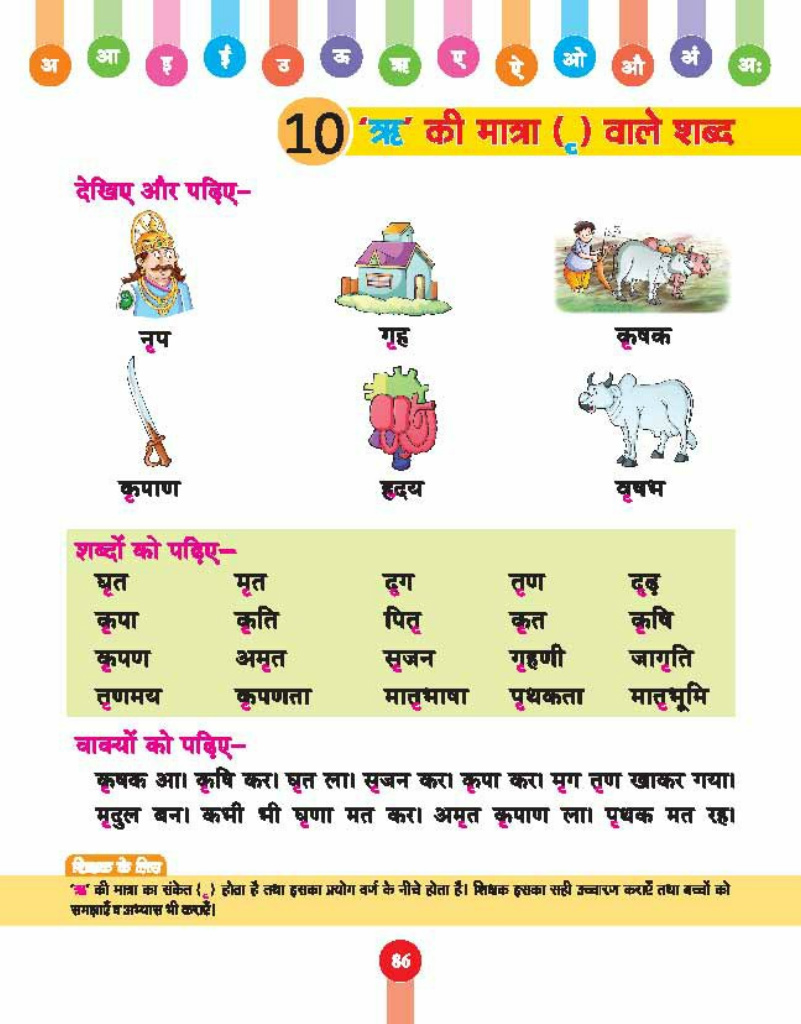 अ आ इ ई उ ऊ ऋ ए ऐ ओ औ अं अः
10 ‘ऋ’ की मात्रा ( ृ ) वाले शब्द
देखिए और पढ़िए–
नृप गृह कृषक
कृपाण हृदय वृषभ
शब्दों को पढ़िए–
घृत मृत दृग तृण दृढ़
कृपा कृति पितृ कृत कृषि
कृपण अमृत सृजन गृहणी जागृति
तृणमय कृपणता मातृभाषा पृथकता मातृभूमि
वाक्यों को पढ़िए–
कृषक आ। कृषि कर। घृत ला। सृजन कर। कृपा कर। मृग तृण खाकर गया।
मृदुल बन। कभी भी घृणा मत कर। अमृत कृपाण ला। पृथक मत रह।
शिक्षक के लिए
‘ऋ’ की मात्रा का संकेत ( ृ ) होता है तथा इसका प्रयोग वर्ण के नीचे होता है। शिक्षक इसका सही उच्चारण कराएँ तथा बच्चों को
समझाएँ व अभ्यास भी कराएँ।
86